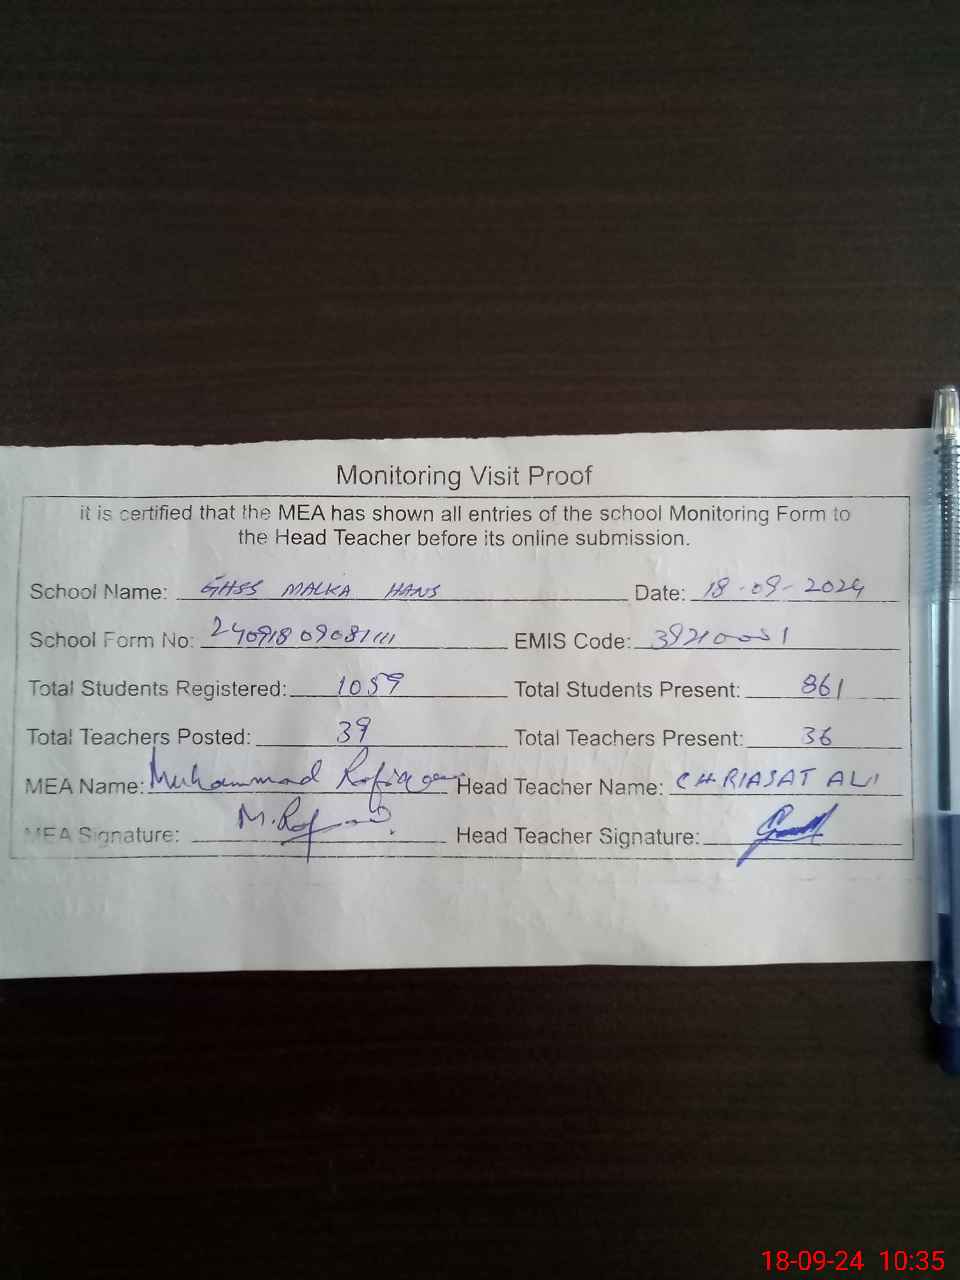 Monitoring Visit Proof
it is certified that the MEA has shown all entries of the school Monitoring Form to
the Head Teacher before its online submission.
School Name: GHSS MALKA HANS Date: 18-09-2024
School Form No: EMIS Code:
Total Students Registered: 1059 Total Students Present: 861
Total Teachers Posted: 39 Total Teachers Present: 36
MEA Name: Muhammad Head Teacher Name: CH RIASAT ALI
MEA Signature: Head Teacher Signature:
18-09-24 10:35